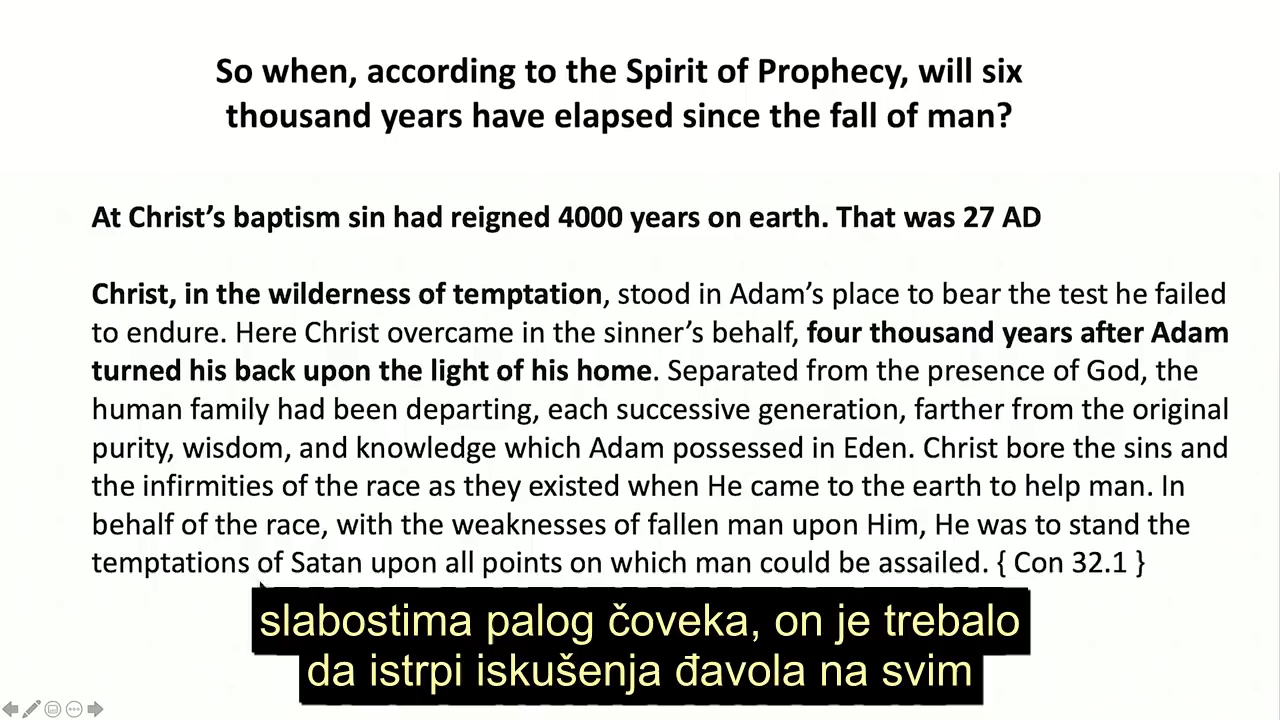 So when, according to the Spirit of Prophecy, will six
thousand years have elapsed since the fall of man?
At Christ’s baptism sin had reigned 4000 years on earth. That was 27 AD
Christ, in the wilderness of temptation, stood in Adam’s place to bear the test he failed
to endure. Here Christ overcame in the sinner’s behalf, four thousand years after Adam
turned his back upon the light of his home. Separated from the presence of God, the
human family had been departing, each successive generation, farther from the original
purity, wisdom, and knowledge which Adam possessed in Eden. Christ bore the sins and
the infirmities of the race as they existed when He came to the earth to help man. In
behalf of the race, with the weaknesses of fallen man upon Him, He was to stand the
temptations of Satan upon all points on which man could be assailed. { Con 32.1 }
slabostima palog čoveka, on je trebalo
da istrpi iskušenja đavola na svim